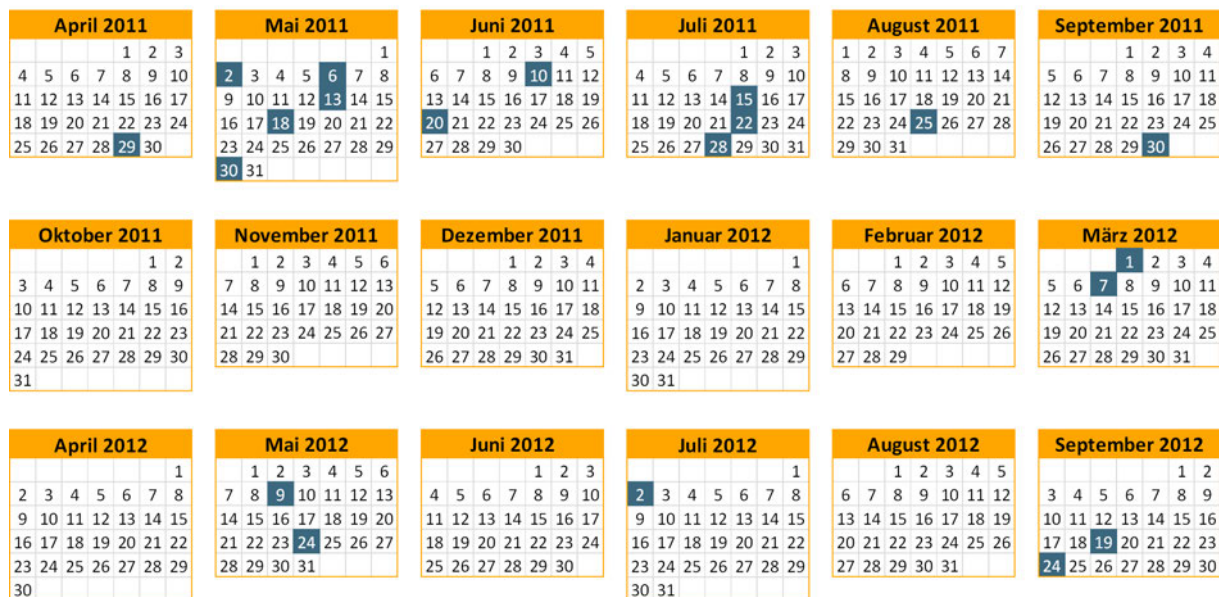 April 2011 Mai 2011 Juni 2011 Juli 2011 August 2011 September 2011
1 2 3 1 1 2 3 4 5 1 2 3 1 2 3 4 5 6 7 1 2 3 4
4 5 6 7 8 9 10 2 3 4 5 6 7 8 6 7 8 9 10 11 12 4 5 6 7 8 9 10 8 9 10 11 12 13 14 5 6 7 8 9 10 11
11 12 13 14 15 16 17 9 10 11 12 13 14 15 13 14 15 16 17 18 19 11 12 13 14 15 16 17 15 16 17 18 19 20 21 12 13 14 15 16 17 18
18 19 20 21 22 23 24 16 17 18 19 20 21 22 20 21 22 23 24 25 26 18 19 20 21 22 23 24 22 23 24 25 26 27 28 19 20 21 22 23 24 25
25 26 27 28 29 30 23 24 25 26 27 28 29 27 28 29 30 25 26 27 28 29 30 31 29 30 31 26 27 28 29 30
30 31
Oktober 2011 November 2011 Dezember 2011 Januar 2012 Februar 2012 März 2012
1 2 1 2 3 4 5 6 1 2 3 4 1 1 2 3 4 5 1 2 3 4
3 4 5 6 7 8 9 7 8 9 10 11 12 13 5 6 7 8 9 10 11 2 3 4 5 6 7 8 6 7 8 9 10 11 12 5 6 7 8 9 10 11
10 11 12 13 14 15 16 14 15 16 17 18 19 20 12 13 14 15 16 17 18 9 10 11 12 13 14 15 13 14 15 16 17 18 19 12 13 14 15 16 17 18
17 18 19 20 21 22 23 21 22 23 24 25 26 27 19 20 21 22 23 24 25 16 17 18 19 20 21 22 20 21 22 23 24 25 26 19 20 21 22 23 24 25
24 25 26 27 28 29 30 28 29 30 26 27 28 29 30 31 23 24 25 26 27 28 29 27 28 29 26 27 28 29 30 31
31 30 31
April 2012 Mai 2012 Juni 2012 Juli 2012 August 2012 September 2012
1 1 2 3 4 5 6 1 2 3 1 1 2 3 4 5 1 2
2 3 4 5 6 7 8 7 8 9 10 11 12 13 4 5 6 7 8 9 10 2 3 4 5 6 7 8 6 7 8 9 10 11 12 3 4 5 6 7 8 9
9 10 11 12 13 14 15 14 15 16 17 18 19 20 11 12 13 14 15 16 17 9 10 11 12 13 14 15 13 14 15 16 17 18 19 10 11 12 13 14 15 16
16 17 18 19 20 21 22 21 22 23 24 25 26 27 18 19 20 21 22 23 24 16 17 18 19 20 21 22 20 21 22 23 24 25 26 17 18 19 20 21 22 23
23 24 25 26 27 28 29 28 29 30 31 25 26 27 28 29 30 23 24 25 26 27 28 29 27 28 29 30 31 24 25 26 27 28 29 30
30 30 31